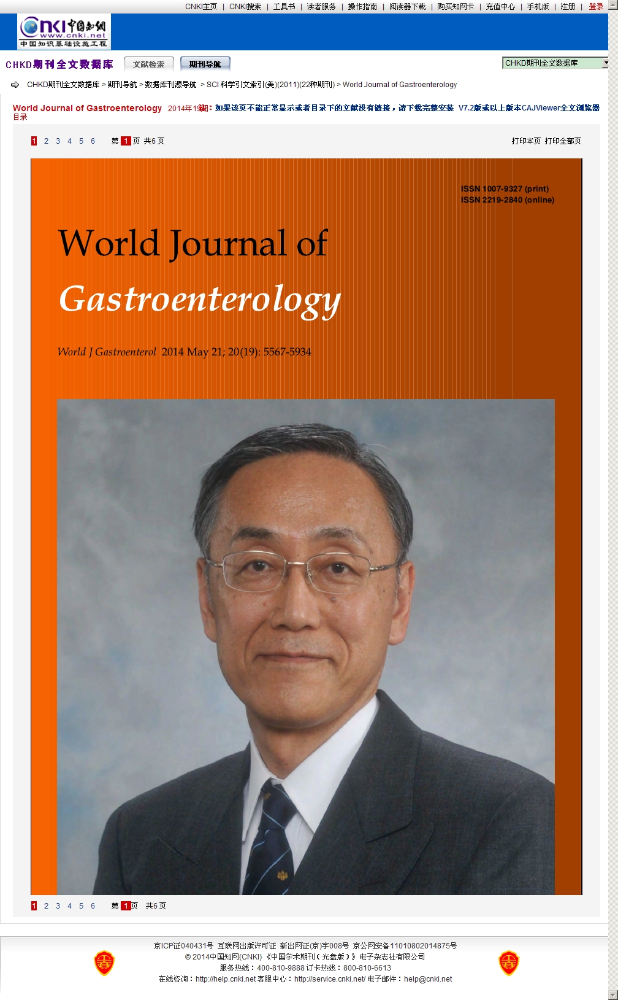 CNKI主页 | CNKI搜索 | 工具书 | 读者服务 | 操作指南 | 阅读器下载 | 购买知网卡 | 充值中心 | 手机版 | 注册 | 登录
CNKI中国知网
www.cnki.net
中国知识基础设施工程
CHKD期刊全文数据库 文献检索 期刊导航 CHKD期刊全文数据库
CHKD期刊全文数据库 > 期刊导航 > 数据库刊源导航 > SCI 科学引文索引(美)(2011)(22种期刊) > World Journal of Gastroenterology
World Journal of Gastroenterology 2014年19期 如果该页不能正常显示或者目录下的文献没有链接，请下载完整安装 V7.2版或以上版本CAJViewer全文浏览器
目录
1 2 3 4 5 6 第 1 页 共6 页 打印本页 打印全部页
ISSN 1007-9327 (print)
ISSN 2219-2840 (online)
World Journal of
Gastroenterology
World J Gastroenterol 2014 May 21; 20(19): 5567-5934
1 2 3 4 5 6 第 1页 共6 页
京ICP证040431号 互联网出版许可证 新出网证(京)字008号 京公网安备11010802014875号
© 2014中国知网(CNKI) 《中国学术期刊（光盘版）》电子杂志社有限公司
服务热线：400-810-9888 订卡热线：800-810-6613
在线咨询：http://help.cnki.net 客服中心：http://service.cnki.net/ 电子邮件：help@cnki.net